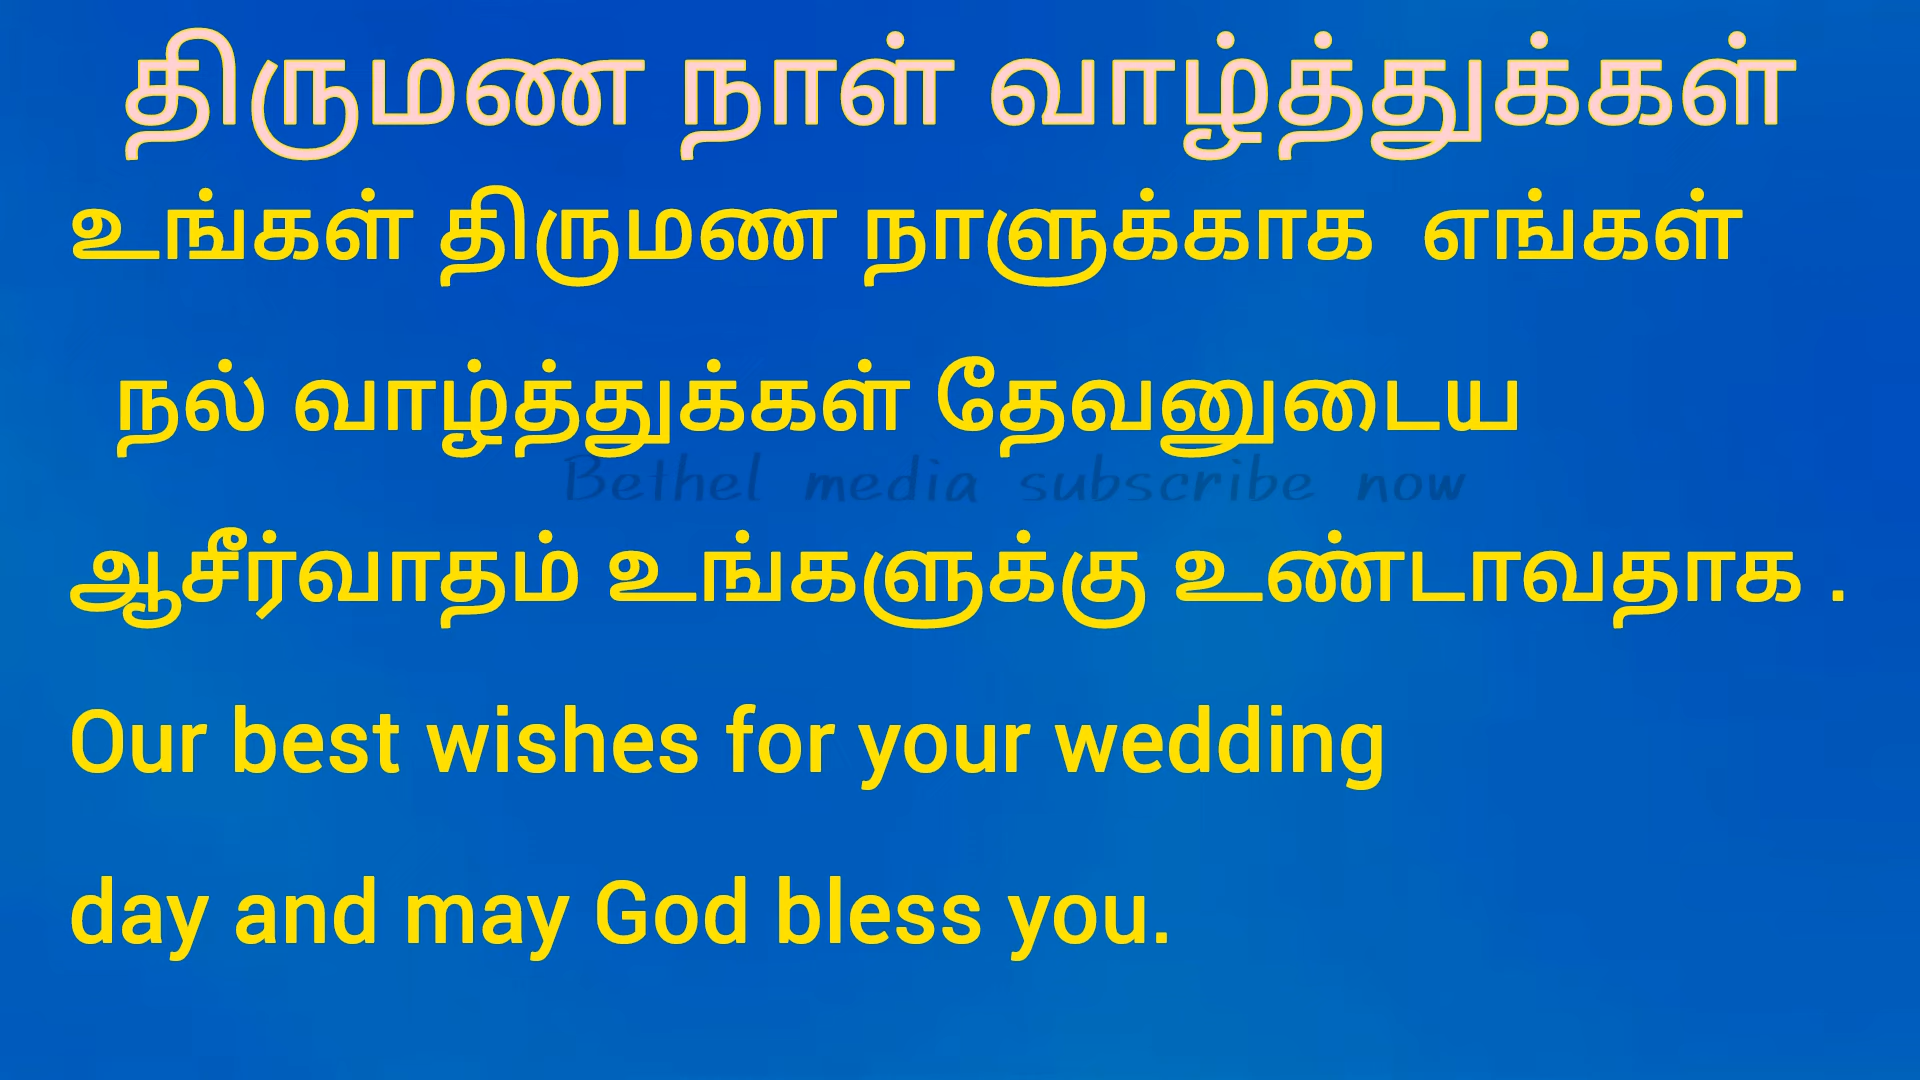 திருமண நாள் வாழ்த்துக்கள்
உங்கள் திருமண நாளுக்காக எங்கள்
நல் வாழ்த்துக்கள் தேவனுடைய
Bethel media subscribe now
ஆசீர்வாதம் உங்களுக்கு உண்டாவதாக .
Our best wishes for your wedding
day and may God bless you.